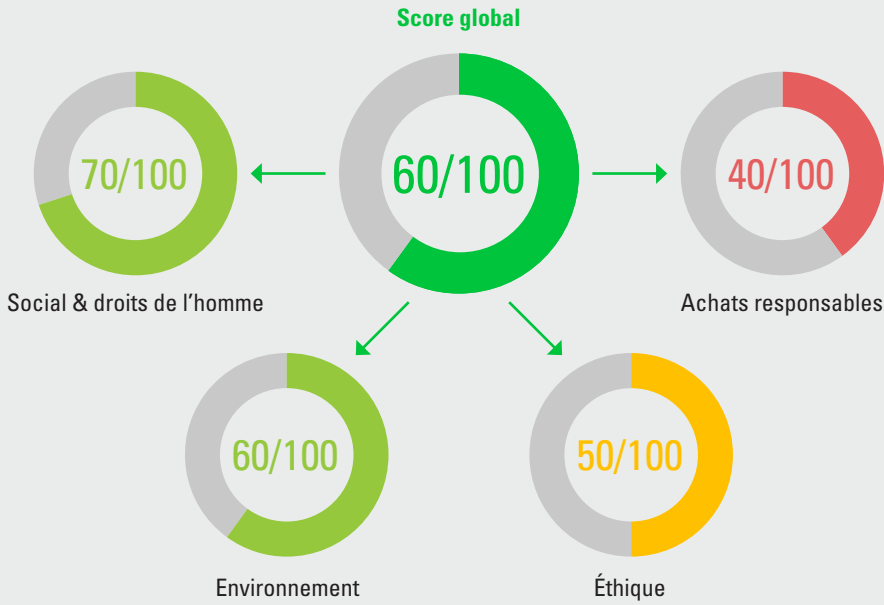 Score global
70/100
60/100
40/100
Social & droits de l’homme
Achats responsables
60/100
50/100
Environnement
Éthique